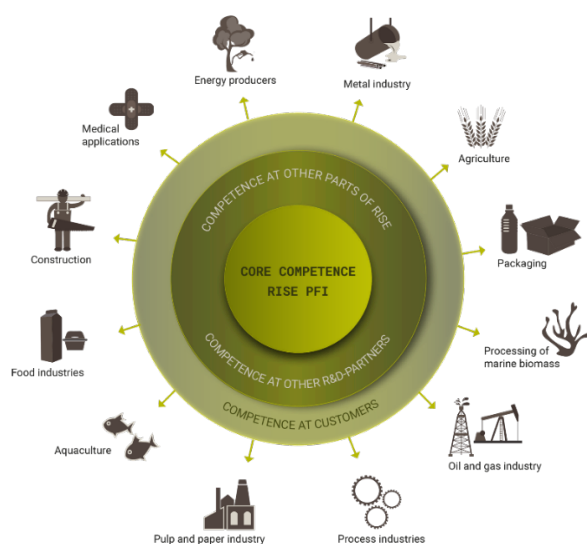 Energy producers
Metal industry
Medical
applications
Agriculture
COMPETENCE AT OTHER PARTS OF RISE
Construction
CORE COMPETENCE
RISE PFI
Packaging
Food industries
COMPETENCE AT OTHER R&D-PARTNERS
Processing of
marine biomass
COMPETENCE AT CUSTOMERS
Aquaculture
Oil and gas industry
Pulp and paper industry
Process industries